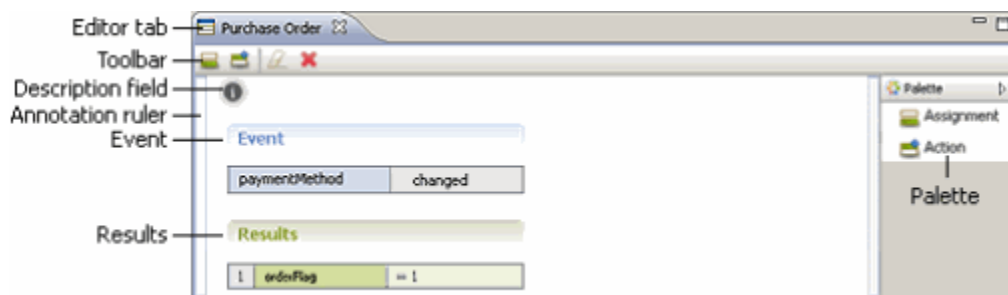 Editor tab
Purchase Order
Toolbar
Description field
Palette
Annotation ruler
Assignment
Event
Event
Action
paymentMethod changed
Palette
Results
Results
1 orderFlag = 1